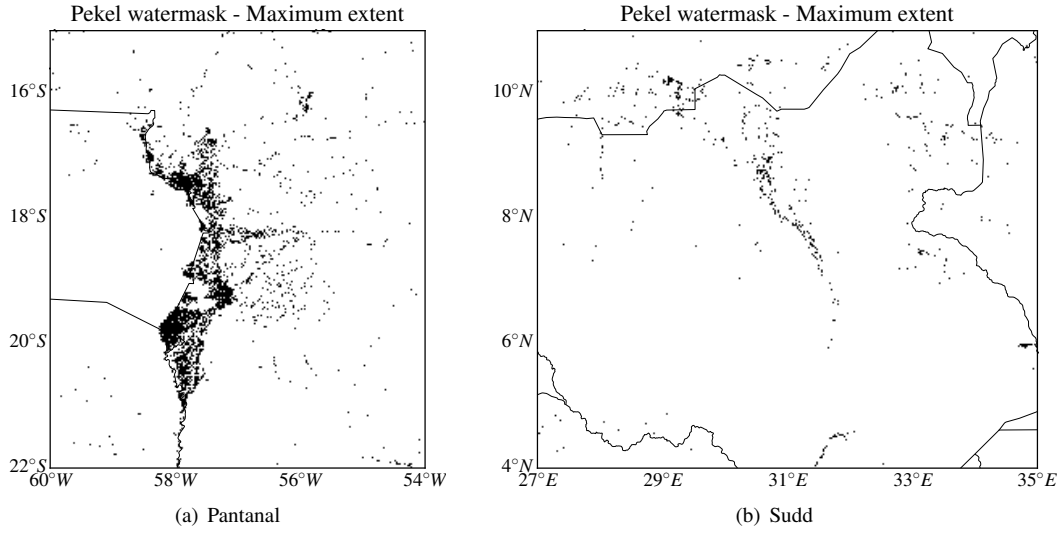 Pekel watermask - Maximum extent
16°S
18°S
20°S
22°S
60°W
58°W
56°W
54°W
(a) Pantanal
Pekel watermask - Maximum extent
10°N
8°N
6°N
4°N
27°E
29°E
31°E
33°E
35°E
(b) Sudd